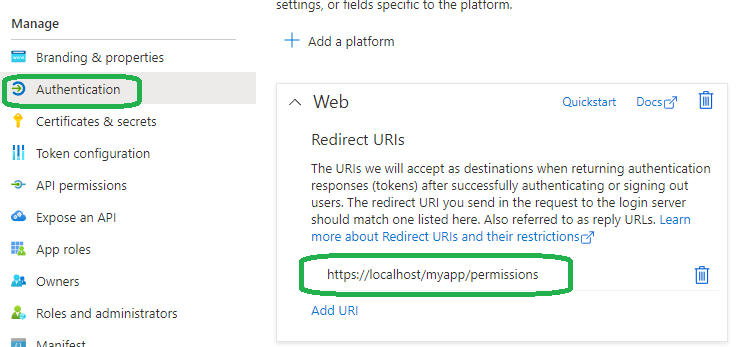 settings, or fields specific to the platform.
Manage
Add a platform
Branding & properties
Authentication
Certificates & secrets
Token configuration
API permissions
Expose an API
App roles
Owners
Roles and administrators
Manifest
Web
Quickstart
Docs
Redirect URIs
The URIs we will accept as destinations when returning authentication
responses (tokens) after successfully authenticating or signing out
users. The redirect URI you send in the request to the login server
should match one listed here. Also referred to as reply URLs. Learn
more about Redirect URIs and their restrictions
https://localhost/myapp/permissions
Add URI